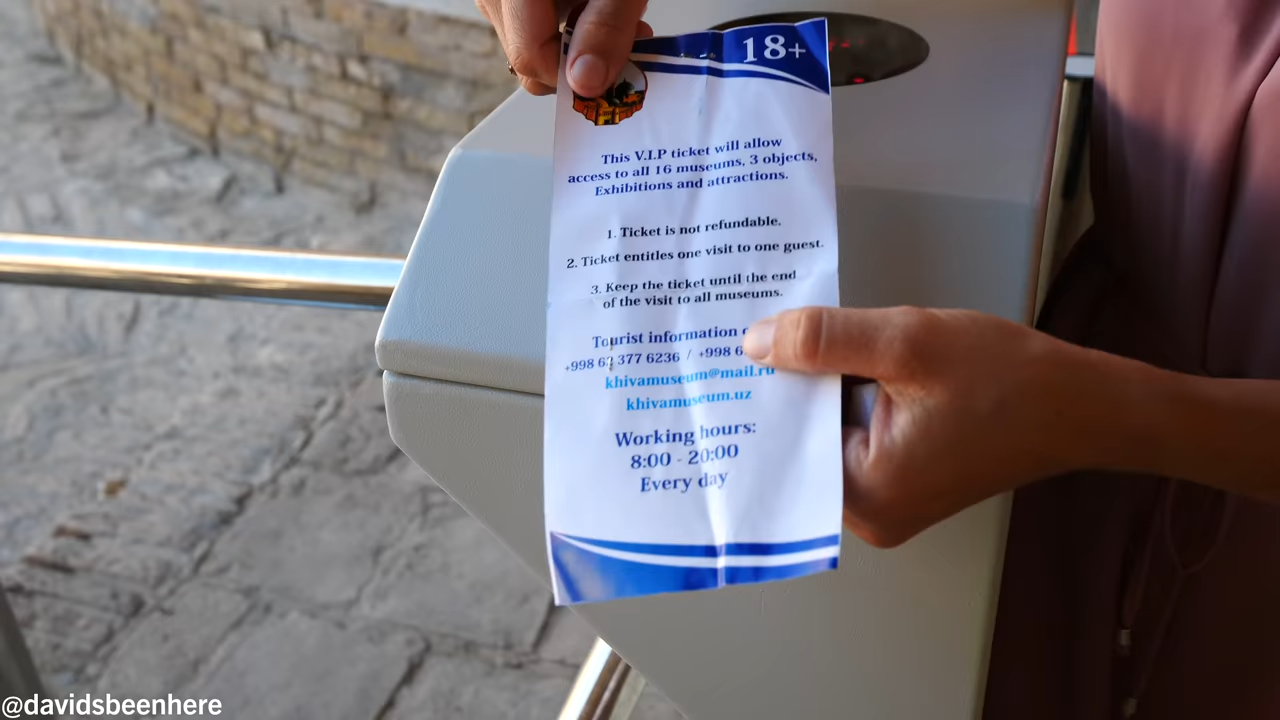 18+
This V.I.P ticket will allow
access to all 16 museums, 3 objects,
Exhibitions and attractions.
1. Ticket is not refundable.
2. Ticket entitles one visit to one guest.
3. Keep the ticket until the end
of the visit to all museums.
Tourist information
+998 62 377 6236 / +998 6
khivamuseum@mail.ru
khivamuseum.uz
Working hours:
8:00 - 20:00
Every day
@davidsbeenhere